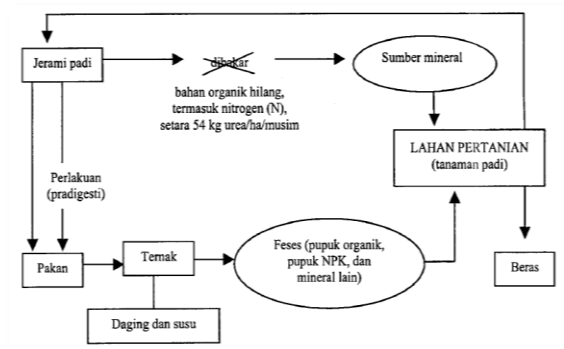 Jerami padi
dibakar
Sumber mineral
bahan organik hilang,
termasuk nitrogen (N),
setara 54 kg urea/ha/musim
LAHAN PERTANIAN
(tanaman padi)
Perlakuan
(pradigesti)
Pakan
Ternak
Feses (pupuk organik,
pupuk NPK, dan
mineral lain)
Beras
Daging dan susu